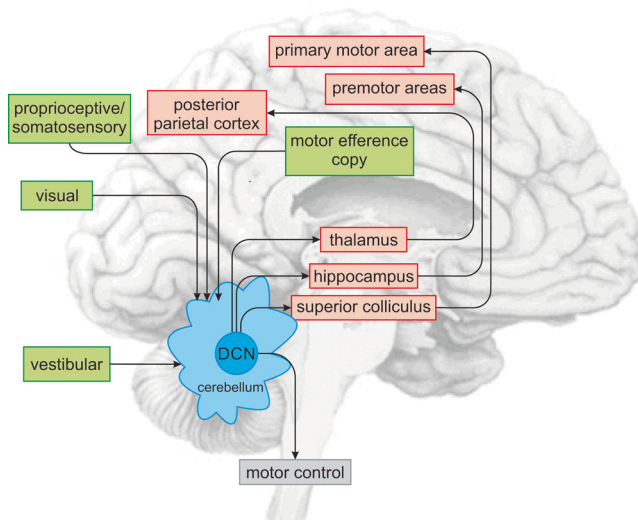 primary motor area
premotor areas
proprioceptive/
somatosensory
posterior
parietal cortex
motor efference
copy
visual
thalamus
hippocampus
superior colliculus
vestibular
DCN
cerebellum
motor control